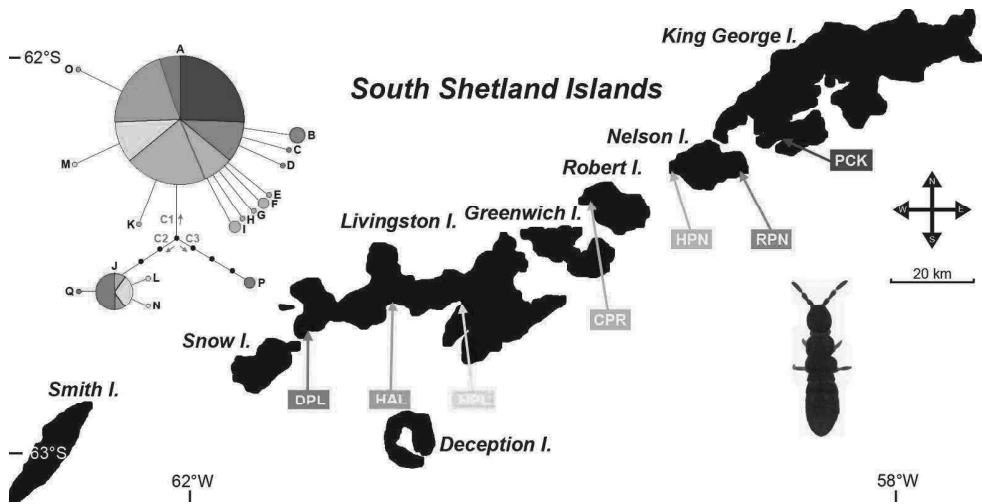 King George I.
62°S
A
O
South Shetland Islands
B
Nelson I.
C
M
D
PCK
Robert I.
E
F
G
H
I
Livingston I.
Greenwich I.
K
C1
N
W
E
S
HPN
RPN
C2
C3
J
L
P
20 km
Q
N
CPR
Snow I.
Smith I.
DPL
HAL
HPL
Deception I.
63°S
62°W
58°W